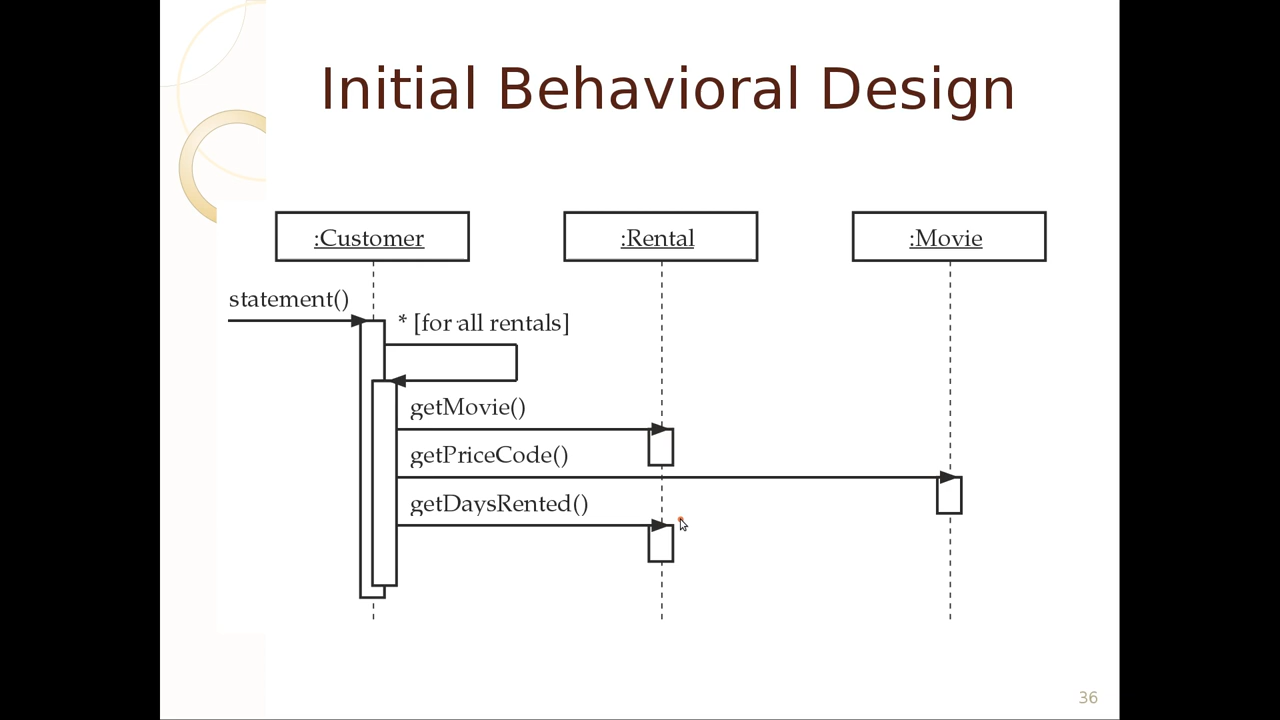 Initial Behavioral Design
:Customer
:Rental
:Movie
statement()
* [for all rentals]
getMovie()
getPriceCode()
getDaysRented()
36